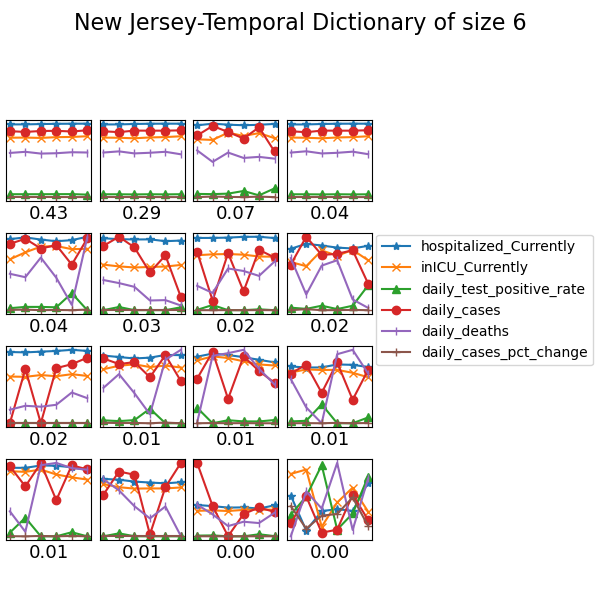 New Jersey-Temporal Dictionary of size 6
0.43 0.29 0.07 0.04
0.04 0.03 0.02 0.02
hospitalized_Currently
inICU_Currently
daily_test_positive_rate
daily_cases
daily_deaths
daily_cases_pct_change
0.02 0.01 0.01 0.01
0.01 0.01 0.00 0.00